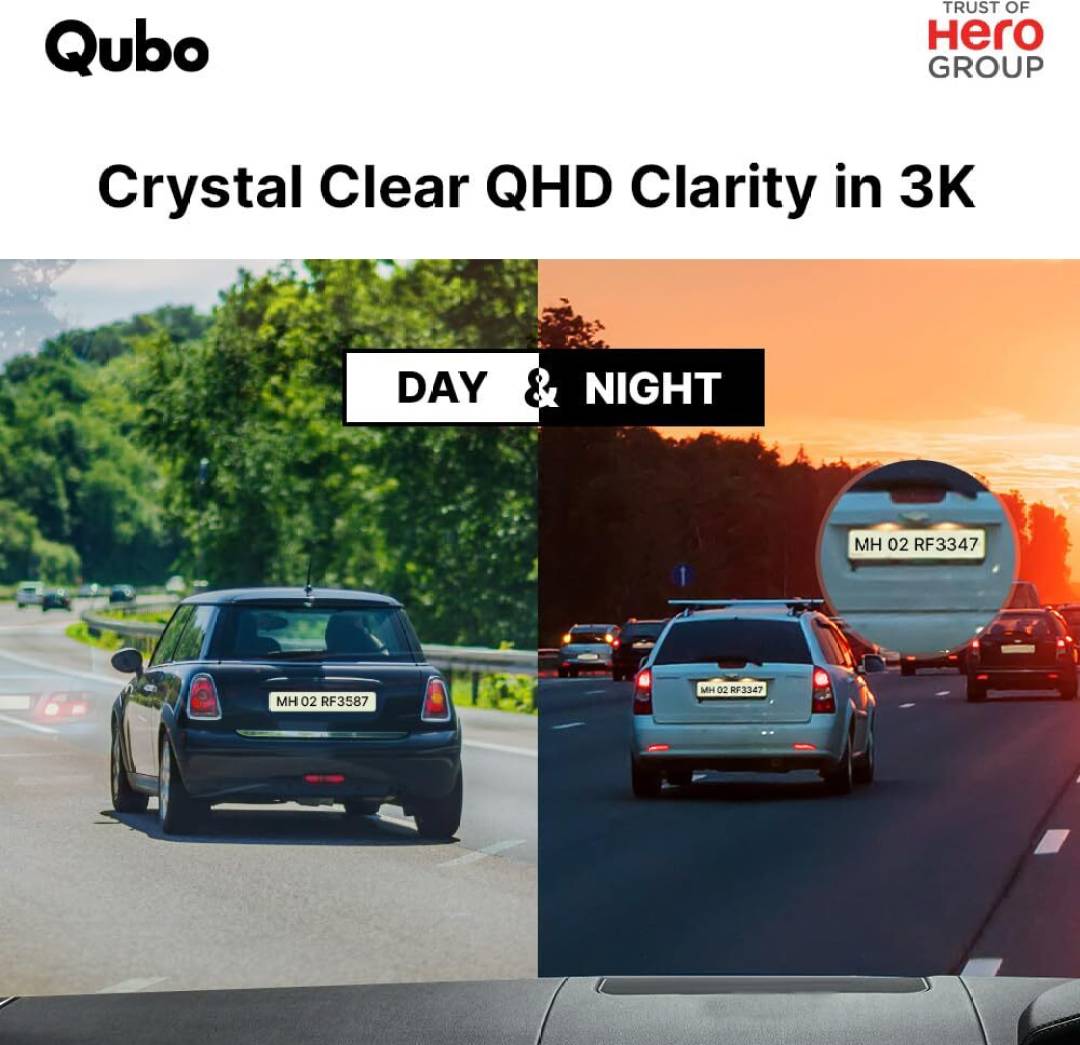 Qubo
TRUST OF
Hero
GROUP
Crystal Clear QHD Clarity in 3K
DAY & NIGHT
MH 02 RF3347
MH 02 RF3587
MH 02 RF3347